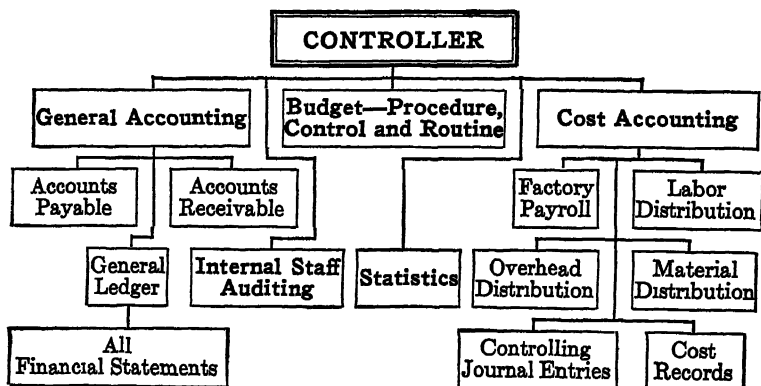 CONTROLLER
General Accounting
Budget—Procedure,
Control and Routine
Cost Accounting
Accounts
Payable
Accounts
Receivable
Factory
Payroll
Labor
Distribution
General
Ledger
Internal Staff
Auditing
Statistics
Overhead
Distribution
Material
Distribution
All
Financial Statements
Controlling
Journal Entries
Cost
Records